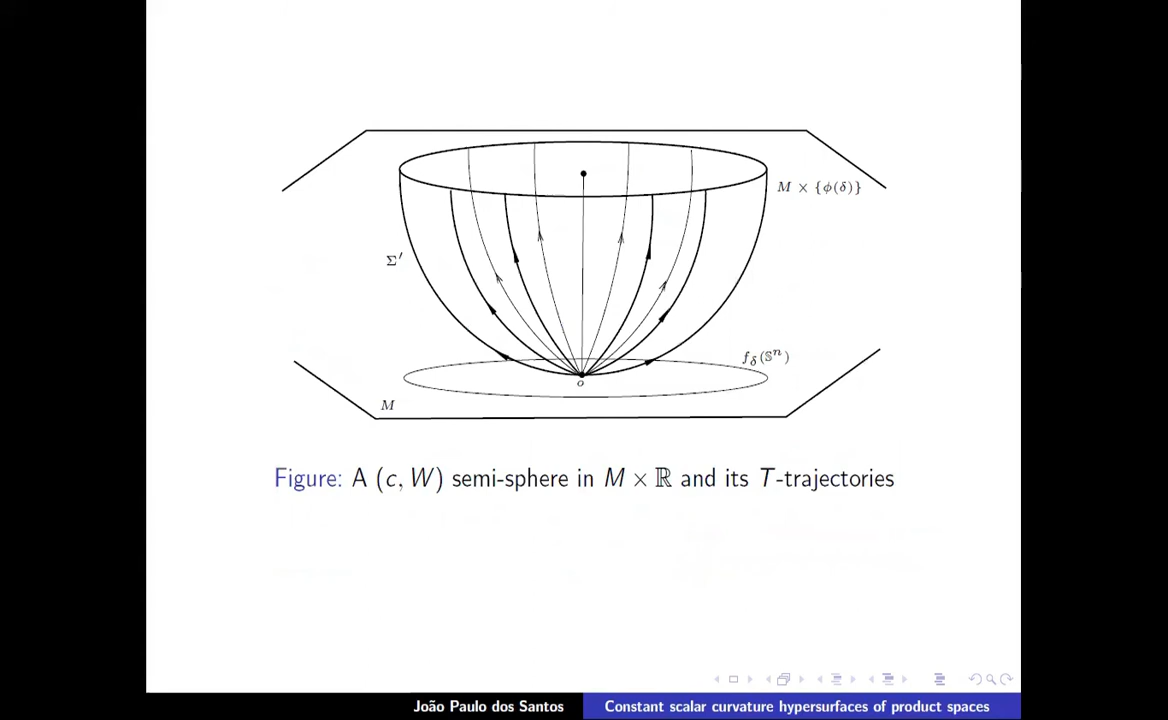 M × {ϕ(δ)}
Σ′
f_δ(𝕊ⁿ)
o
M
Figure: A (c, W) semi-sphere in M × ℝ and its T-trajectories
João Paulo dos Santos
Constant scalar curvature hypersurfaces of product spaces